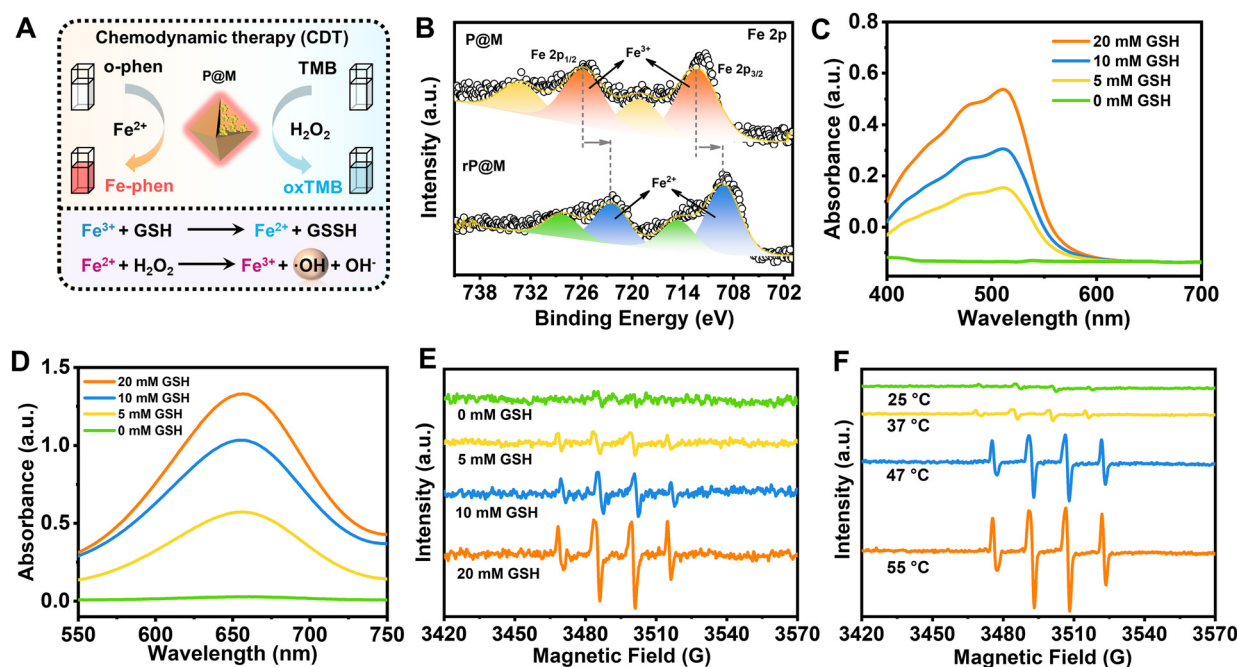 A
Chemodynamic therapy (CDT)
o-phen
P@M
TMB
Fe²⁺
H₂O₂
Fe-phen
oxTMB
Fe³⁺ + GSH ⟶ Fe²⁺ + GSSH
Fe²⁺ + H₂O₂ ⟶ Fe³⁺ + ·OH + OH⁻
B
P@M
Fe 2p
Fe 2p₁/₂
Fe³⁺
Fe 2p₃/₂
rP@M
Fe²⁺
Intensity (a.u.)
738 732 726 720 714 708 702
Binding Energy (eV)
C
20 mM GSH
10 mM GSH
5 mM GSH
0 mM GSH
Absorbance (a.u.)
0.8
0.6
0.4
0.2
0.0
400 500 600 700
Wavelength (nm)
D
20 mM GSH
10 mM GSH
5 mM GSH
0 mM GSH
Absorbance (a.u.)
1.5
1.0
0.5
0.0
550 600 650 700 750
Wavelength (nm)
E
0 mM GSH
5 mM GSH
10 mM GSH
20 mM GSH
Intensity (a.u.)
3420 3450 3480 3510 3540 3570
Magnetic Field (G)
F
25 °C
37 °C
47 °C
55 °C
Intensity (a.u.)
3420 3450 3480 3510 3540 3570
Magnetic Field (G)